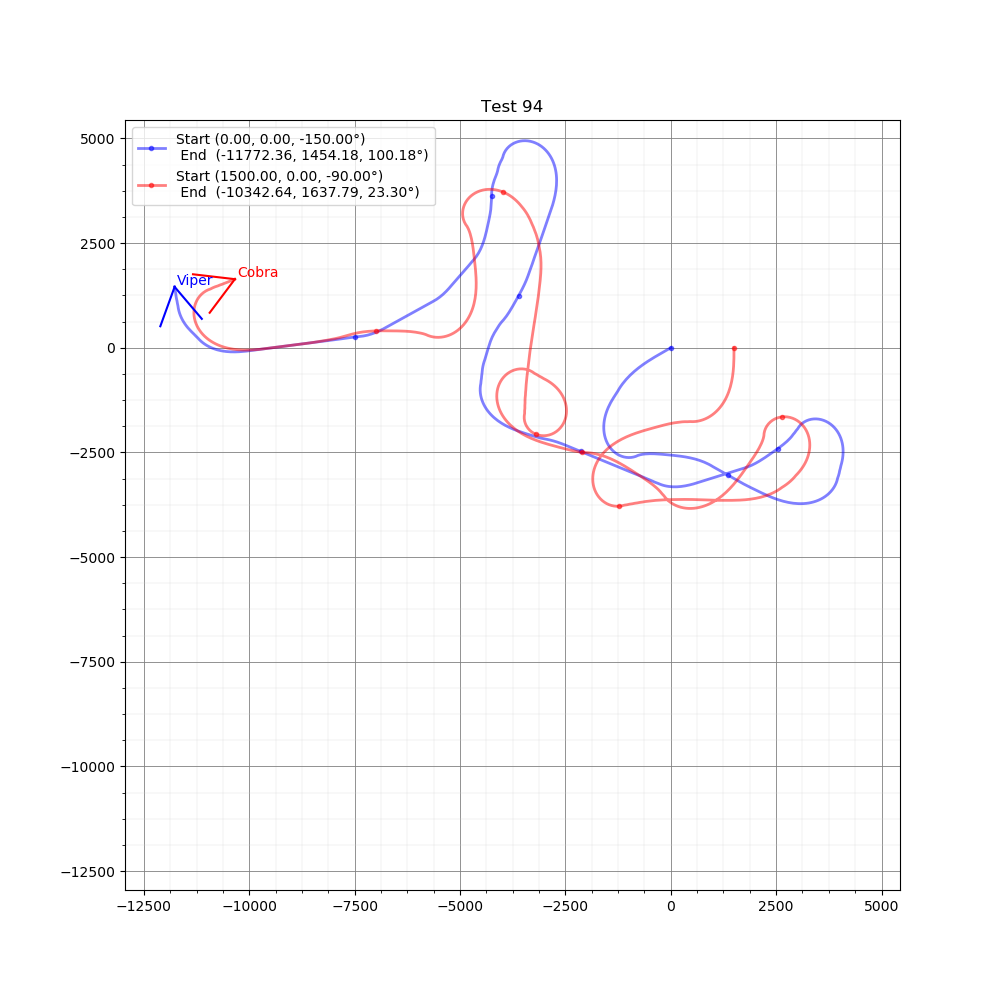 Test 94
Start (0.00, 0.00, -150.00°)
End  (-11772.36, 1454.18, 100.18°)
Start (1500.00, 0.00, -90.00°)
End  (-10342.64, 1637.79, 23.30°)
5000
2500
0
−2500
−5000
−7500
−10000
−12500
Viper
Cobra
−12500 −10000 −7500 −5000 −2500 0 2500 5000